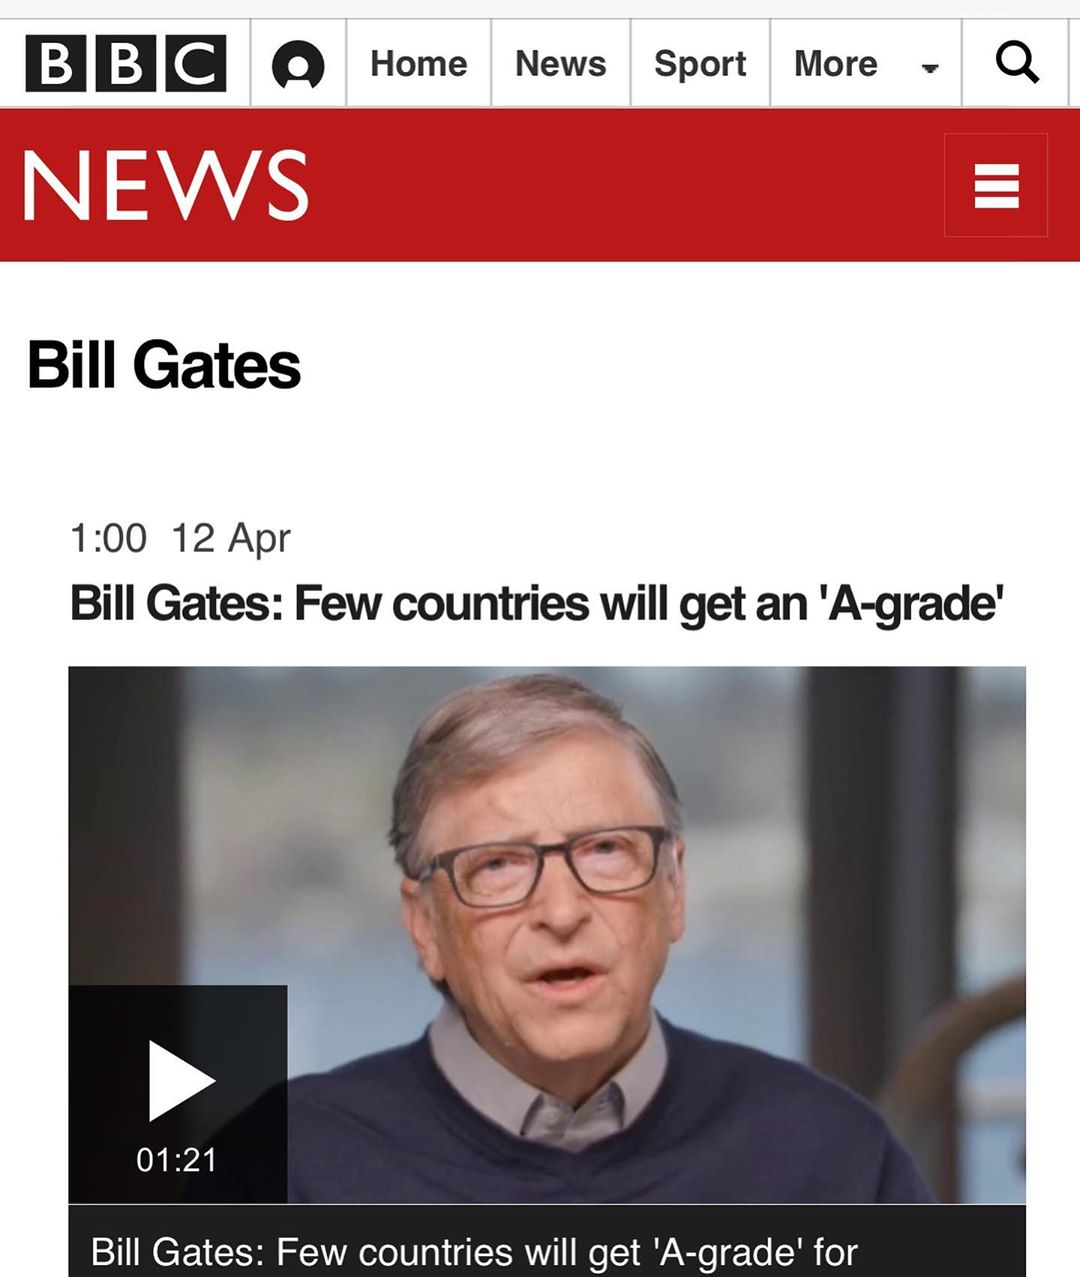 BBC Home News Sport More
NEWS
Bill Gates
1:00 12 Apr
Bill Gates: Few countries will get an 'A-grade'
01:21
Bill Gates: Few countries will get 'A-grade' for